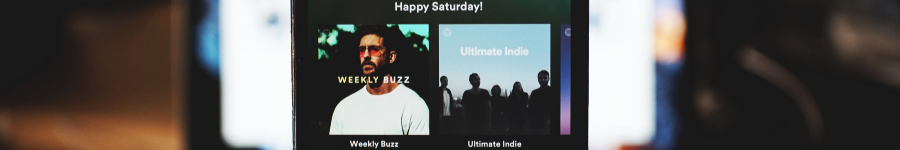 Happy Saturday!
WEEKLY BUZZ
Ultimate Indie
Weekly Buzz
Ultimate Indie